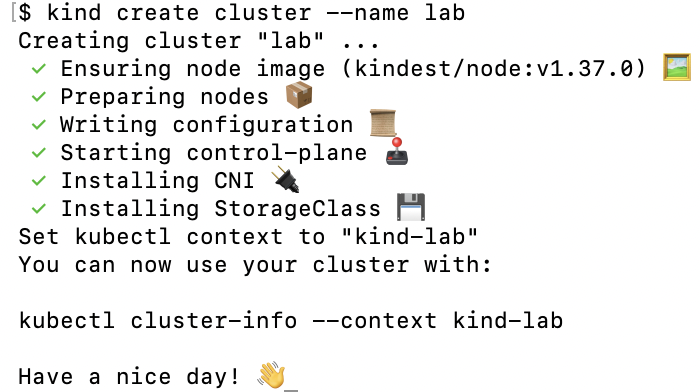 $ kind create cluster --name lab
Creating cluster "lab" ...
✓ Ensuring node image (kindest/node:v1.37.0) 🖼
✓ Preparing nodes 📦
✓ Writing configuration 📜
✓ Starting control-plane 🕹️
✓ Installing CNI 🔌
✓ Installing StorageClass 💾
Set kubectl context to "kind-lab"
You can now use your cluster with:

kubectl cluster-info --context kind-lab

Have a nice day! 👋